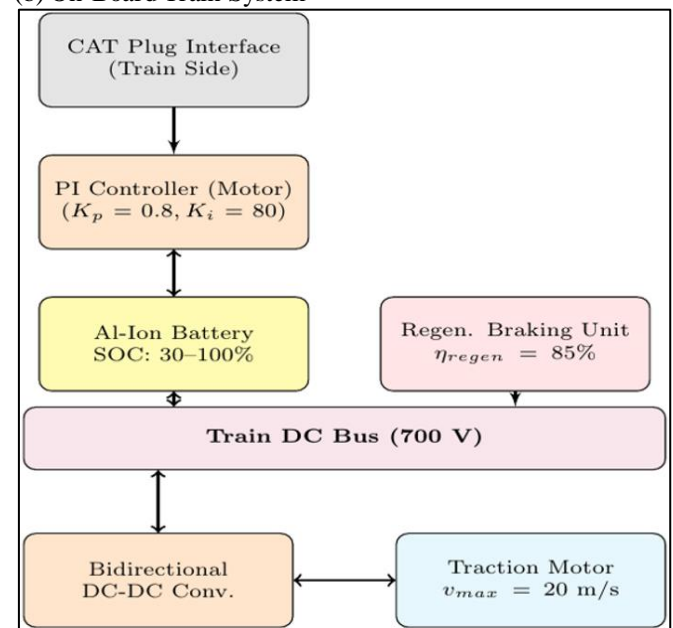 (b) On-Board Train System
CAT Plug Interface
(Train Side)
PI Controller (Motor)
(Kp = 0.8, Ki = 80)
Al-Ion Battery
SOC: 30–100%
Regen. Braking Unit
ηregen = 85%
Train DC Bus (700 V)
Bidirectional
DC-DC Conv.
Traction Motor
vmax = 20 m/s